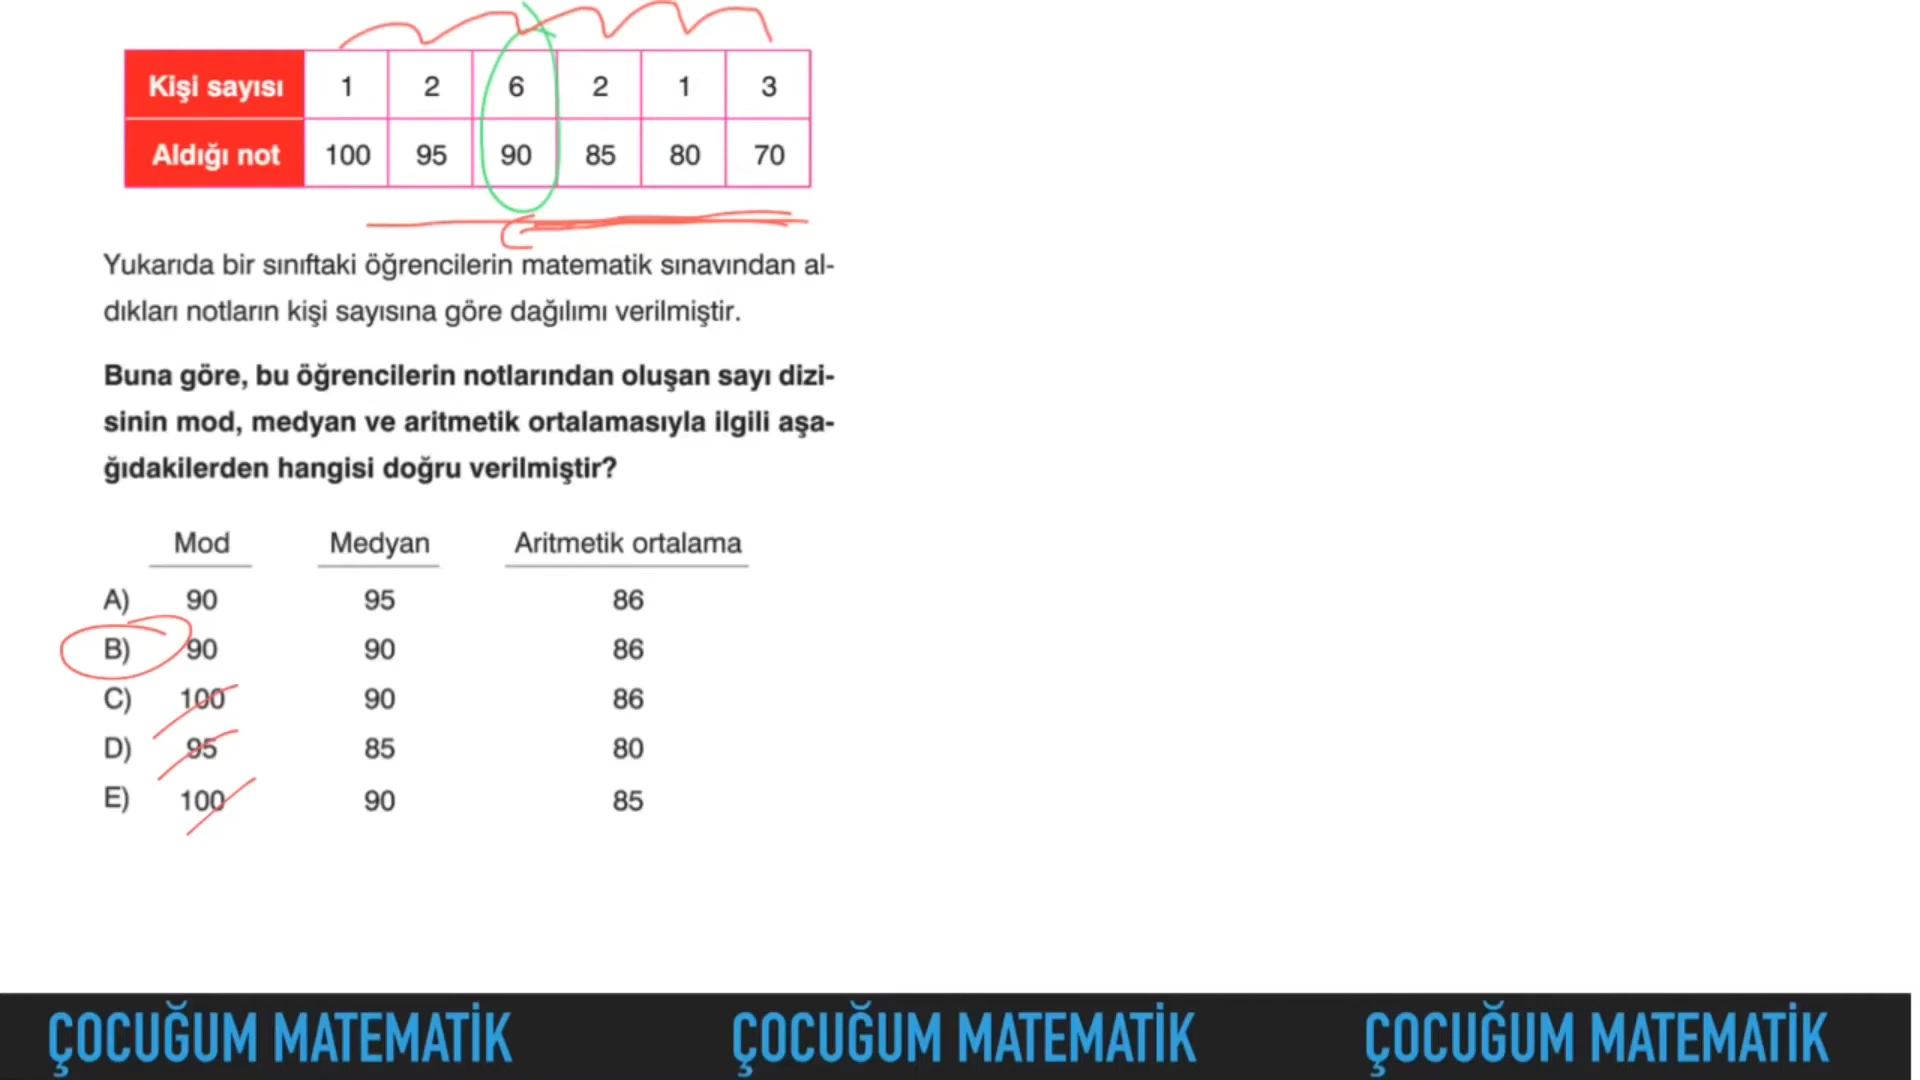 Kişi sayısı 1 2 6 2 1 3
Aldığı not 100 95 90 85 80 70
Yukarıda bir sınıftaki öğrencilerin matematik sınavından al-
dıkları notların kişi sayısına göre dağılımı verilmiştir.
Buna göre, bu öğrencilerin notlarından oluşan sayı dizi-
sinin mod, medyan ve aritmetik ortalamasıyla ilgili aşa-
ğıdakilerden hangisi doğru verilmiştir?
Mod Medyan Aritmetik ortalama
A) 90 95 86
B) 90 90 86
C) 100 90 86
D) 95 85 80
E) 100 90 85
ÇOCUĞUM MATEMATİK ÇOCUĞUM MATEMATİK ÇOCUĞUM MATEMATİK